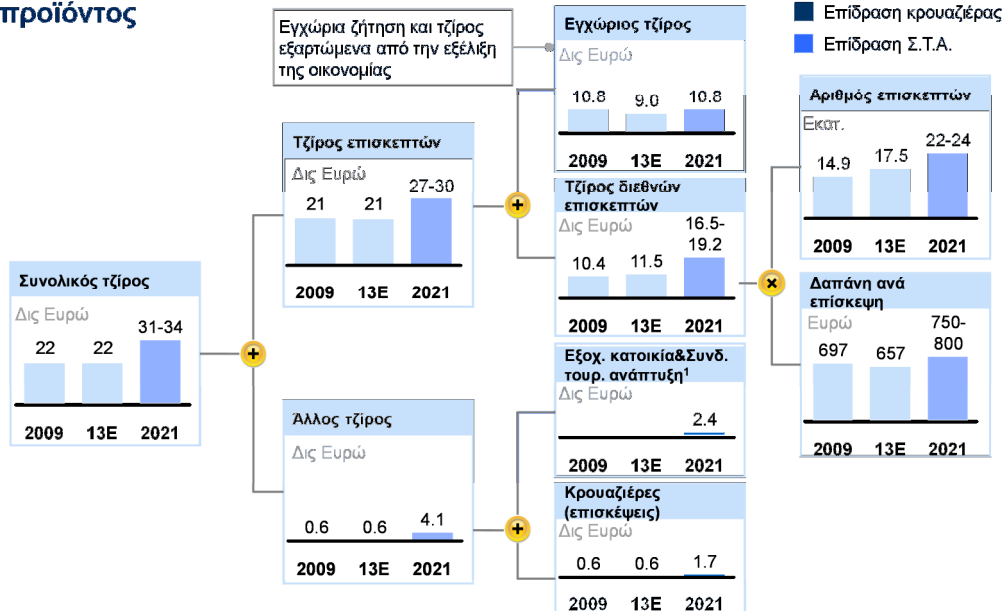 προϊόντος
Εγχώρια ζήτηση και τζίρος
εξαρτώμενα από την εξέλιξη
της οικονομίας
Επίδραση κρουαζιέρας
Επίδραση Σ.Τ.Α.
Συνολικός τζίρος
Δις Ευρώ
22 22 31-34
2009 13E 2021
Τζίρος επισκεπτών
Δις Ευρώ
21 21 27-30
2009 13E 2021
Άλλος τζίρος
Δις Ευρώ
0.6 0.6 4.1
2009 13E 2021
Εγχώριος τζίρος
Δις Ευρώ
10.8 9.0 10.8
2009 13E 2021
Τζίρος διεθνών
επισκεπτών
Δις Ευρώ
16.5-
19.2
10.4 11.5
2009 13E 2021
Εξοχ. κατοικία&Συνδ.
τουρ. ανάπτυξη¹
Δις Ευρώ
2.4
2009 13E 2021
Κρουαζιέρες
(επισκέψεις)
Δις Ευρώ
0.6 0.6 1.7
2009 13E 2021
Αριθμός επισκεπτών
Εκατ.
14.9 17.5 22-24
2009 13E 2021
Δαπάνη ανά
επίσκεψη
Ευρώ
750-
800
697 657
2009 13E 2021